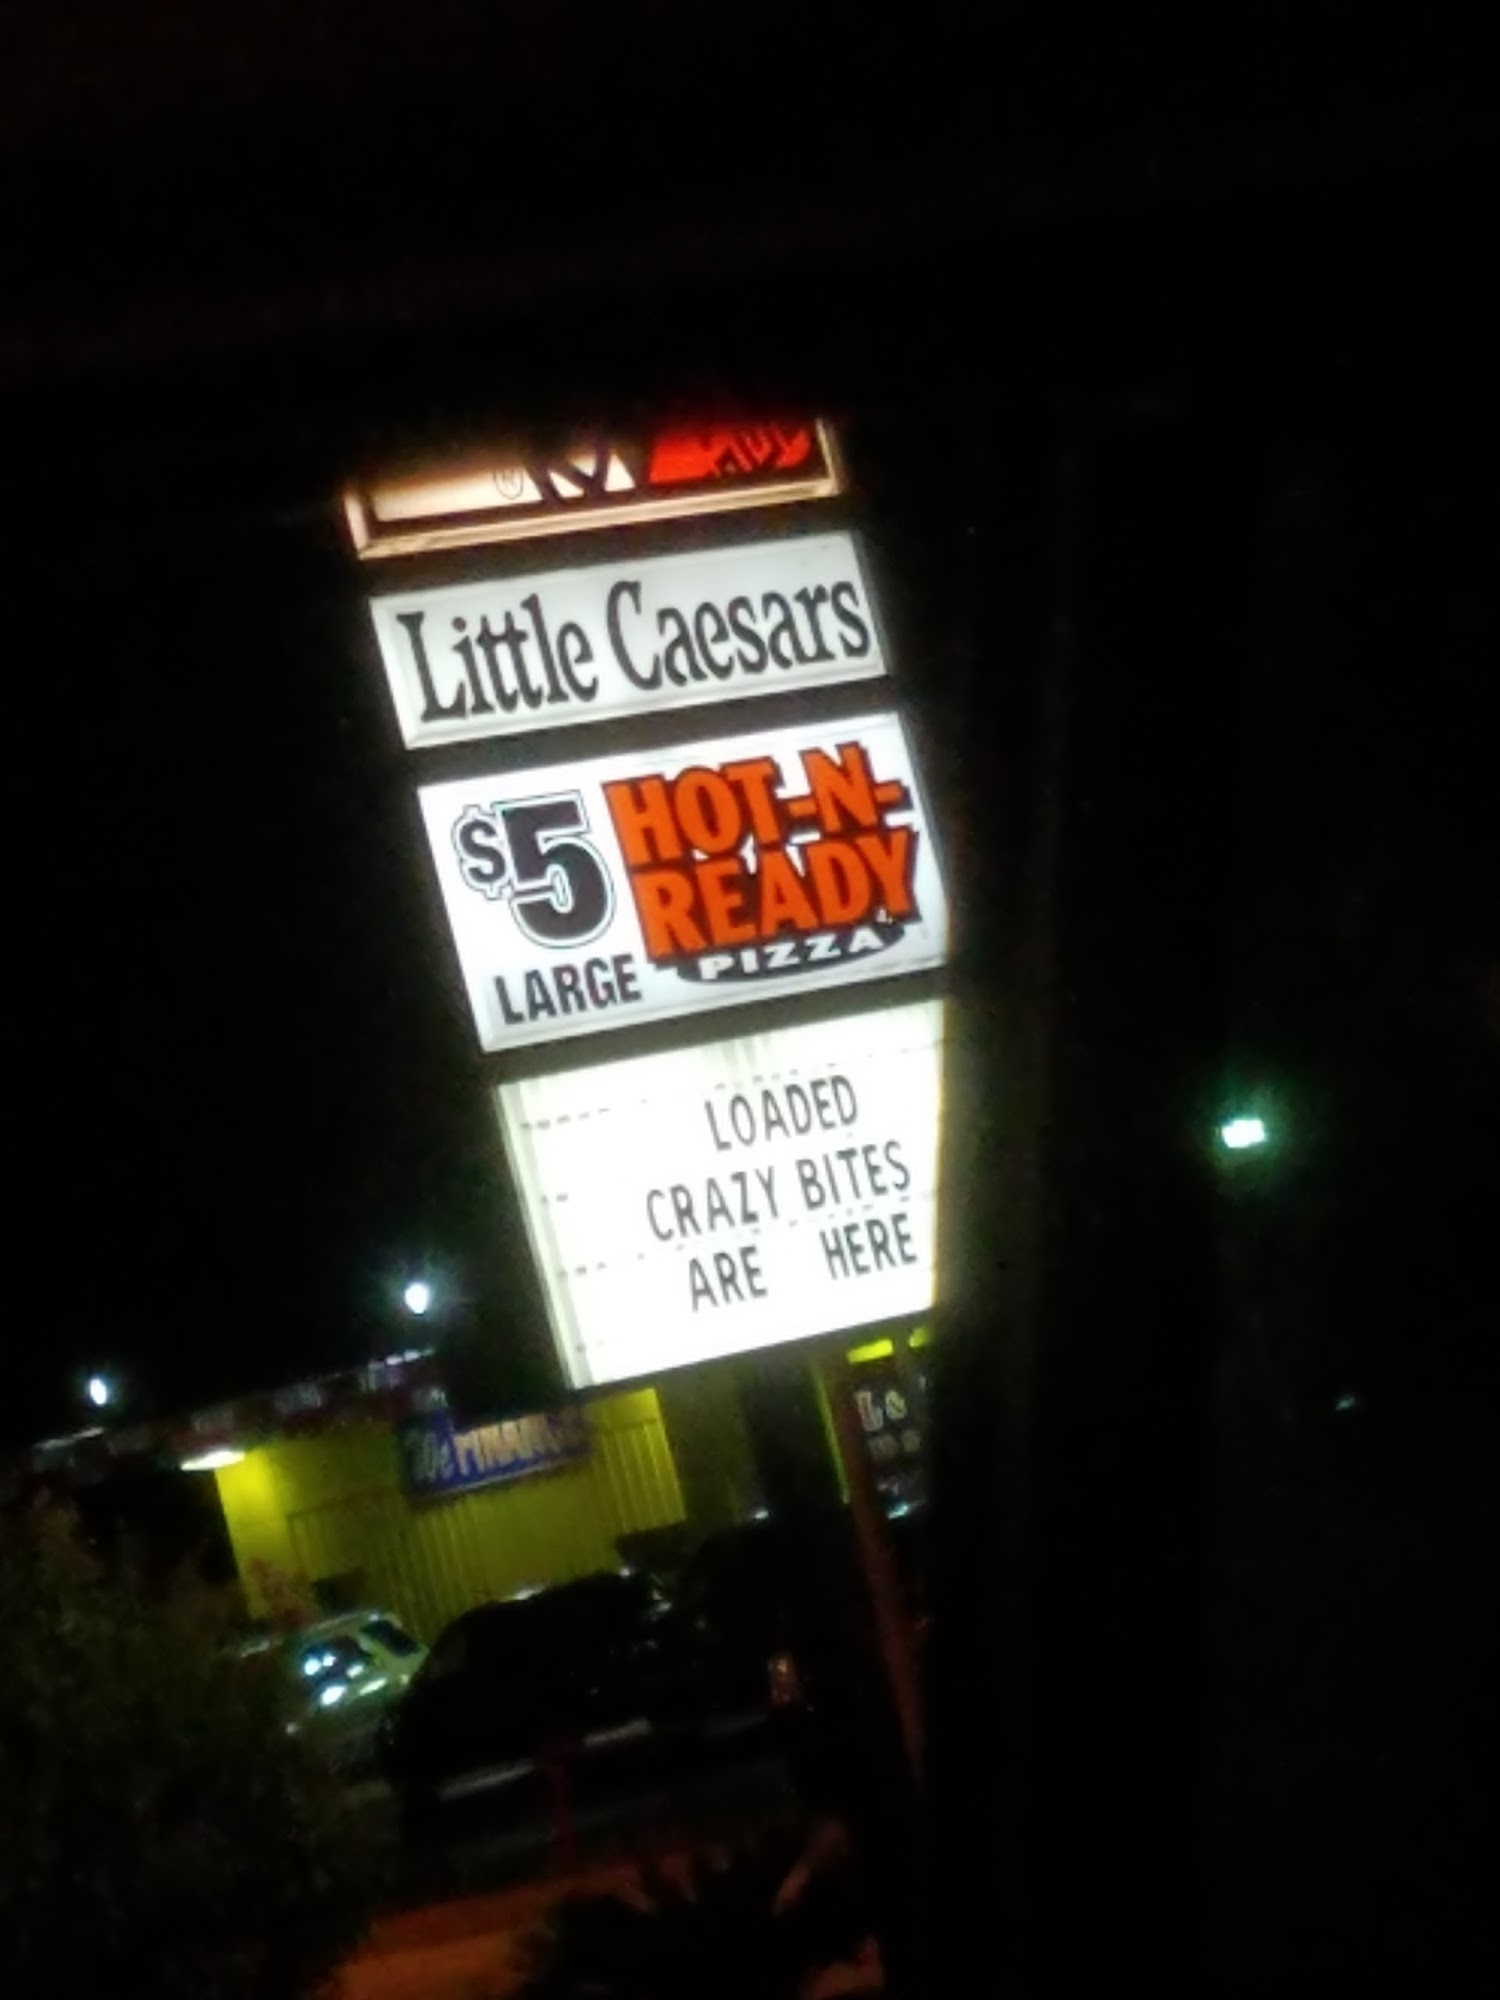 Little Caesars
$5 HOT-N-
READY
LARGE PIZZA
LOADED
CRAZY BITES
ARE HERE
L &